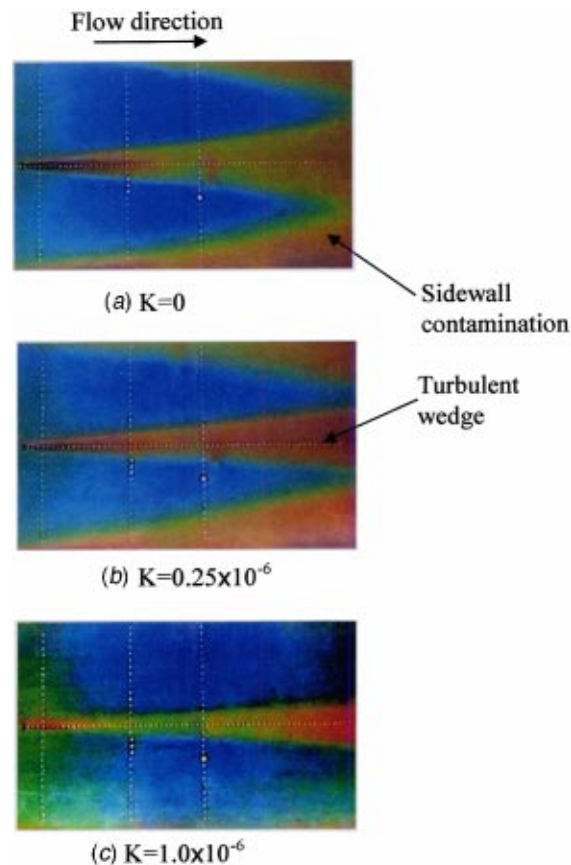 Flow direction
(a) K=0
Sidewall
contamination
Turbulent
wedge
(b) K=0.25x10⁻⁶
(c) K=1.0x10⁻⁶